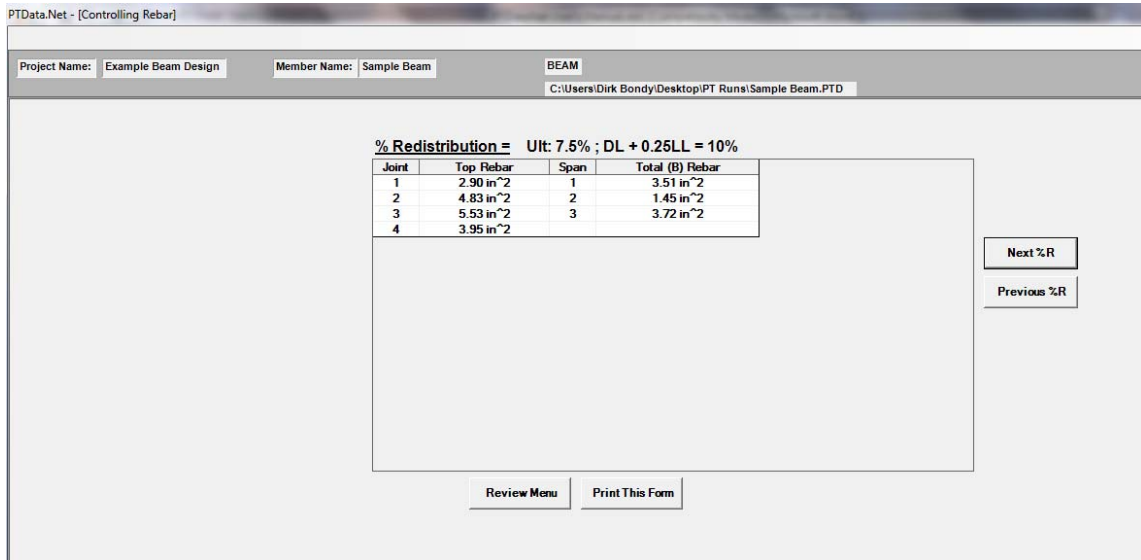 PTData.Net - [Controlling Rebar]
Project Name: Example Beam Design Member Name: Sample Beam BEAM
C:\Users\Dirk Bondy\Desktop\PT Runs\Sample Beam.PTD
% Redistribution = Ult: 7.5% ; DL + 0.25LL = 10%
Joint Top Rebar Span Total (B) Rebar
1 2.90 in^2 1 3.51 in^2
2 4.83 in^2 2 1.45 in^2
3 5.53 in^2 3 3.72 in^2
4 3.95 in^2
Next %R
Previous %R
Review Menu Print This Form